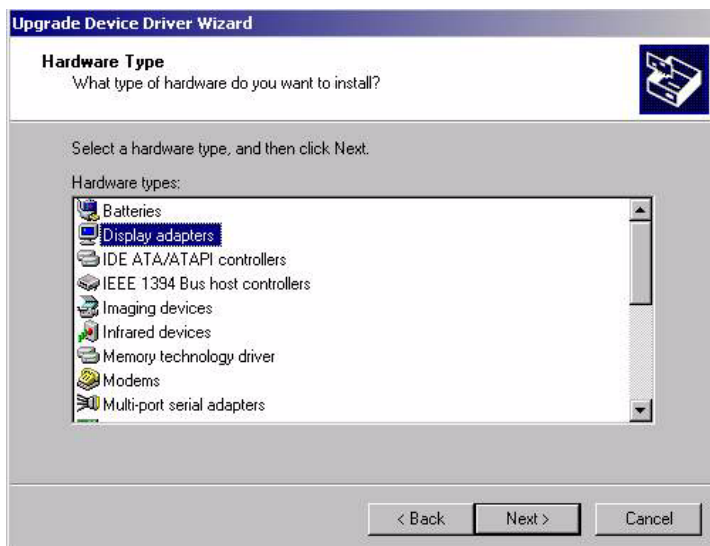 Upgrade Device Driver Wizard
Hardware Type
What type of hardware do you want to install?
Select a hardware type, and then click Next.
Hardware types:
Batteries
Display adapters
IDE ATA/ATAPI controllers
IEEE 1394 Bus host controllers
Imaging devices
Infrared devices
Memory technology driver
Modems
Multi-port serial adapters
< Back Next > Cancel